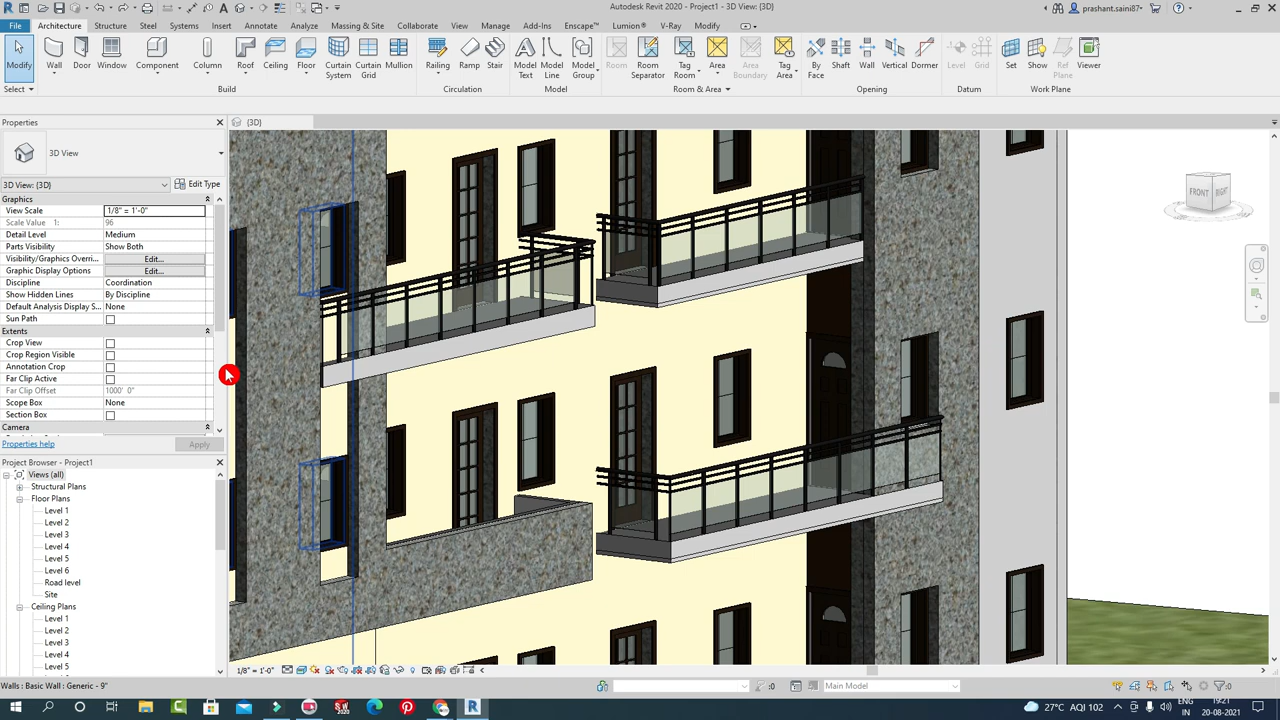 Autodesk Revit 2020 - Project1 - 3D View: {3D}
prashant.saini87
File Architecture Structure Steel Systems Insert Annotate Analyze Massing & Site Collaborate View Manage Add-Ins Enscape™ Lumion® V-Ray Modify
Modify Wall Door Window Component Column Roof Ceiling Floor Curtain System Curtain Grid Mullion Railing Ramp Stair Model Text Model Line Model Group Room Room Separator Tag Room Area Area Boundary Tag Area By Face Shaft Wall Vertical Dormer Level Grid Set Show Ref Plane Viewer
Select Build Circulation Model Room & Area Opening Datum Work Plane
Properties
{3D}
3D View
3D View: {3D} Edit Type
Graphics
View Scale 1/8" = 1'-0"
Scale Value 1: 96
Detail Level Medium
Parts Visibility Show Both
Visibility/Graphics Overri... Edit...
Graphic Display Options Edit...
Discipline Coordination
Show Hidden Lines By Discipline
Default Analysis Display S... None
Sun Path
Extents
Crop View
Crop Region Visible
Annotation Crop
Far Clip Active
Far Clip Offset 1000' 0"
Scope Box None
Section Box
Camera
Properties help Apply
Project Browser - Project1
Views (all)
Structural Plans
Floor Plans
Level 1
Level 2
Level 3
Level 4
Level 5
Level 6
Road level
Site
Ceiling Plans
Level 1
Level 2
Level 3
Level 4
Level 5
FRONT RIGHT
1/8" = 1'-0"
Walls : Basic Wall : Generic - 9"
:0 Main Model :0
27°C AQI 102
ENG
IN
19:21
20-08-2021